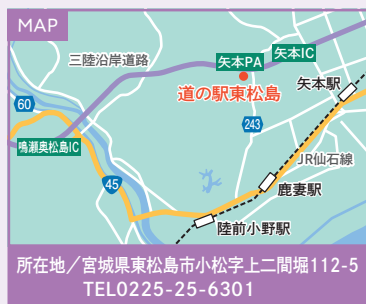 MAP
三陸沿岸道路
矢本PA
矢本IC
道の駅東松島
矢本駅
60
243
鳴瀬奥松島IC
JR仙石線
45
鹿妻駅
陸前小野駅
所在地／宮城県東松島市小松字上二間堀112-5
TEL0225-25-6301